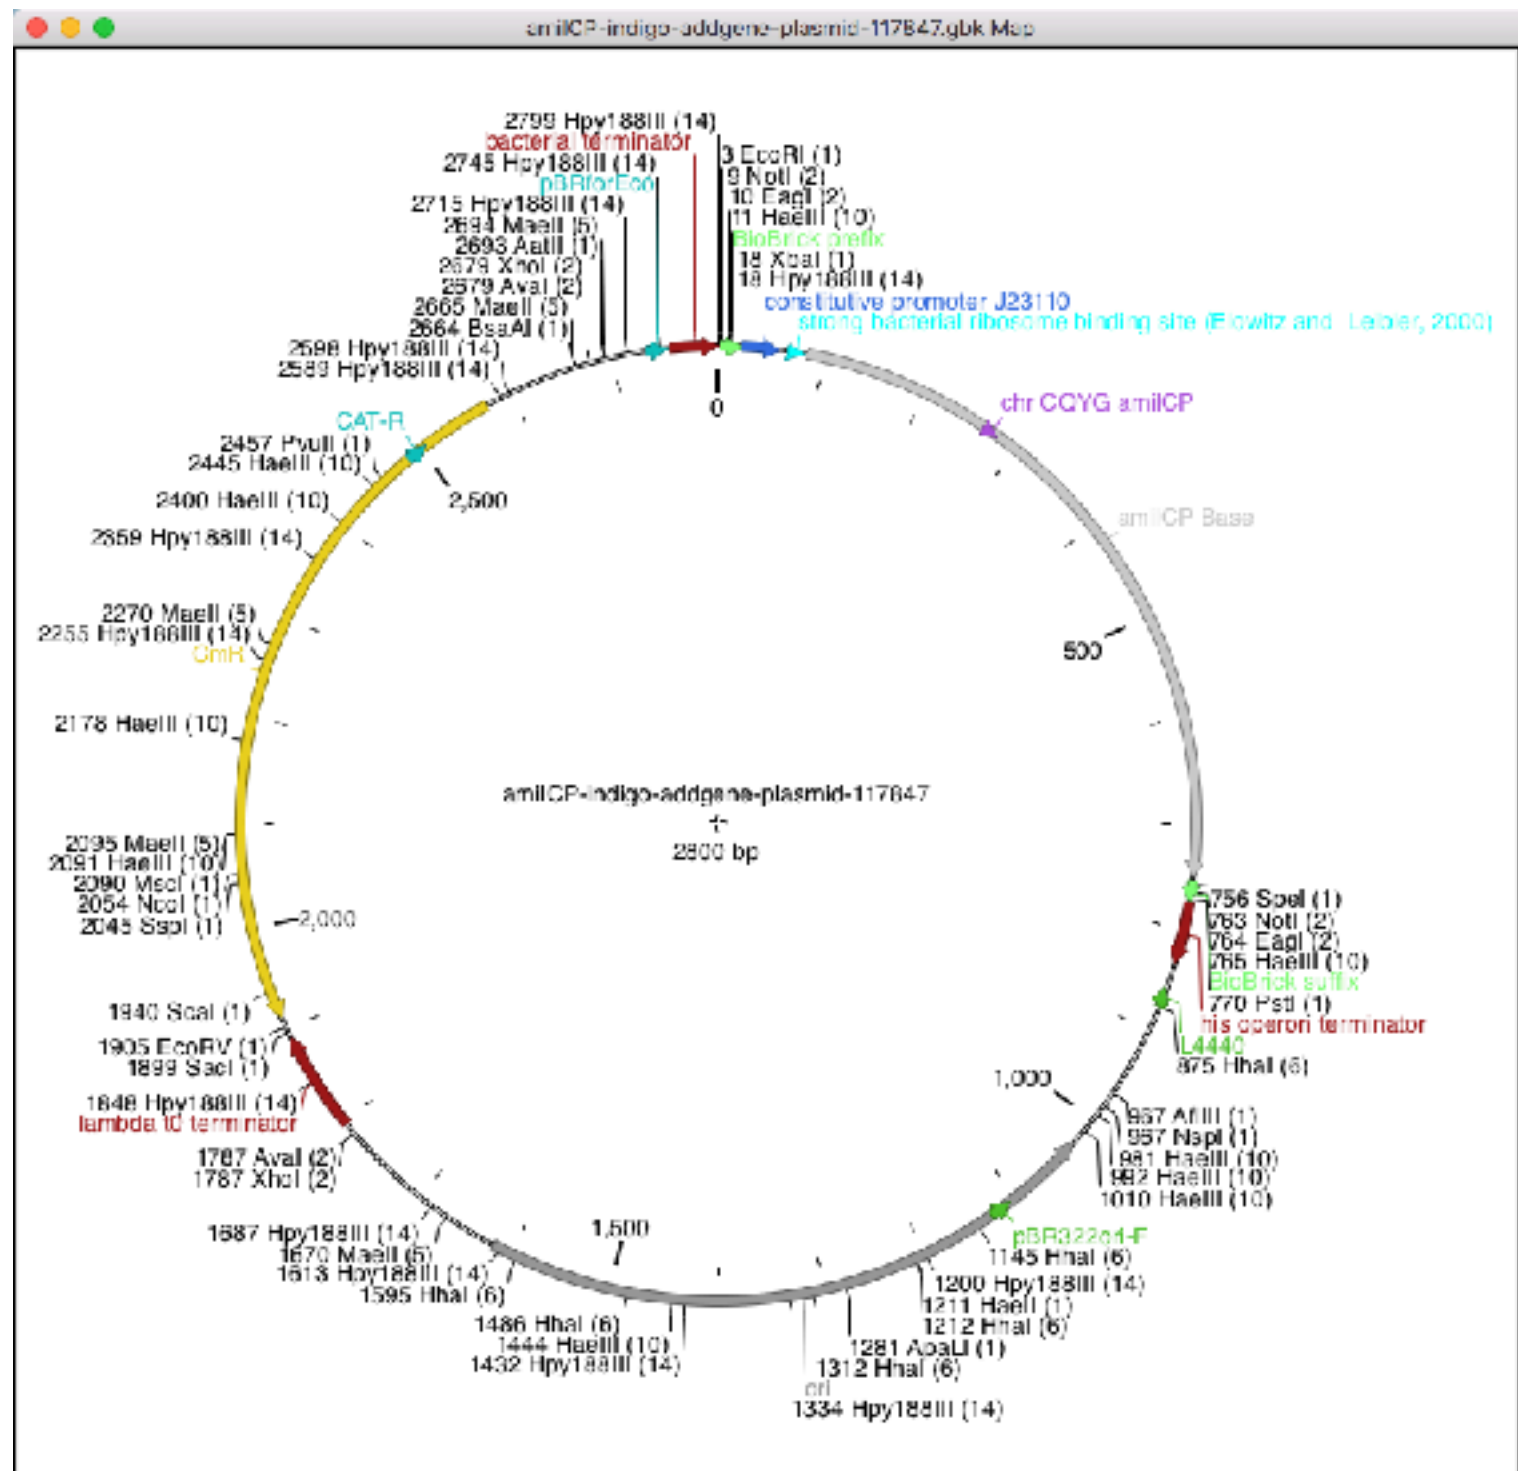 amilCP-indigo-addgene-plasmid-117847.gbk Map
2799 Hpy188III (14)
bacterial terminator
2745 Hpy188III (14)
pBRforEco
2715 Hpy188III (14)
2694 MaeII (5)
2693 AatII (1)
2679 XhoI (2)
2679 AvaI (2)
2665 MaeII (5)
2664 BsaAI (1)
2598 Hpy188III (14)
2589 Hpy188III (14)
3 EcoRI (1)
9 NotI (2)
10 EagI (2)
11 HaeIII (10)
BioBrick prefix
18 XbaI (1)
18 Hpy188III (14)
constitutive promoter J23110
strong bacterial ribosome binding site (Elowitz and Leibler, 2000)
0
chr CQYG amilCP
CAT-R
2457 PvuII (1)
2445 HaeIII (10)
2400 HaeIII (10)
2359 Hpy188III (14)
2,500
amilCP Base
2270 MaeII (5)
2255 Hpy188III (14)
CmR
500
2178 HaeIII (10)
amilCP-indigo-addgene-plasmid-117847
2800 bp
2095 MaeII (5)
2091 HaeIII (10)
2090 MscI (1)
2054 NcoI (1)
2045 SspI (1)
2,000
756 SpeI (1)
763 NotI (2)
764 EagI (2)
765 HaeIII (10)
BioBrick suffix
770 PstI (1)
his operon terminator
L4440
875 HhaI (6)
1940 ScaI (1)
1905 EcoRV (1)
1899 SacI (1)
1848 Hpy188III (14)
lambda t0 terminator
1787 AvaI (2)
1787 XhoI (2)
1,000
967 AflIII (1)
967 NspI (1)
981 HaeIII (10)
992 HaeIII (10)
1010 HaeIII (10)
pBR322ori-F
1145 HhaI (6)
1200 Hpy188III (14)
1211 HaeII (1)
1212 HhaI (6)
1281 ApaLI (1)
1312 HhaI (6)
ori
1334 Hpy188III (14)
1,500
1687 Hpy188III (14)
1670 MaeII (5)
1613 Hpy188III (14)
1595 HhaI (6)
1486 HhaI (6)
1444 HaeIII (10)
1432 Hpy188III (14)